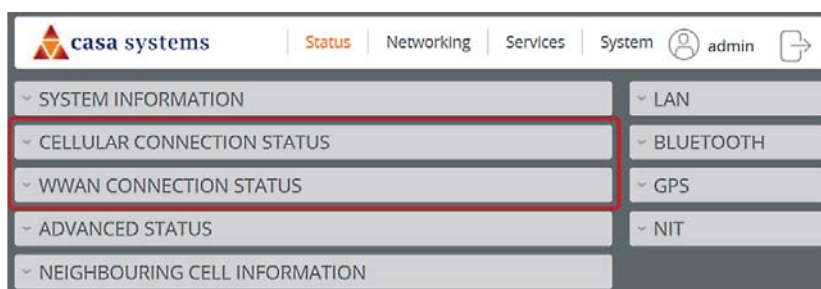 casa systems Status Networking Services System admin
SYSTEM INFORMATION
CELLULAR CONNECTION STATUS
WWAN CONNECTION STATUS
ADVANCED STATUS
NEIGHBOURING CELL INFORMATION
LAN
BLUETOOTH
GPS
NIT